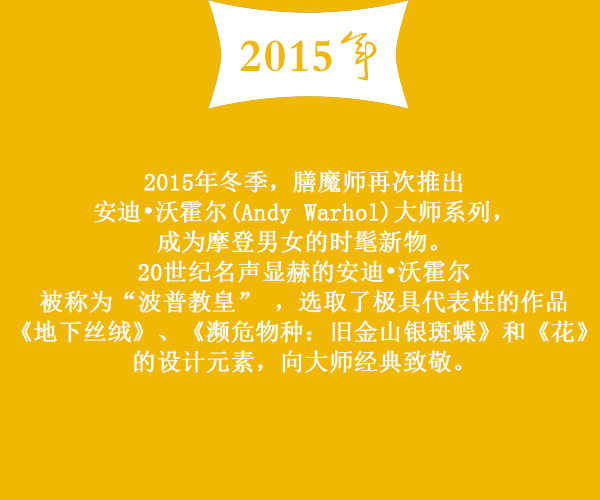 2015年
2015年冬季，膳魔师再次推出
安迪•沃霍尔(Andy Warhol)大师系列，
成为摩登男女的时髦新物。
20世纪名声显赫的安迪•沃霍尔
被称为“波普教皇” ，选取了极具代表性的作品
《地下丝绒》、《濒危物种：旧金山银斑蝶》和《花》
的设计元素，向大师经典致敬。